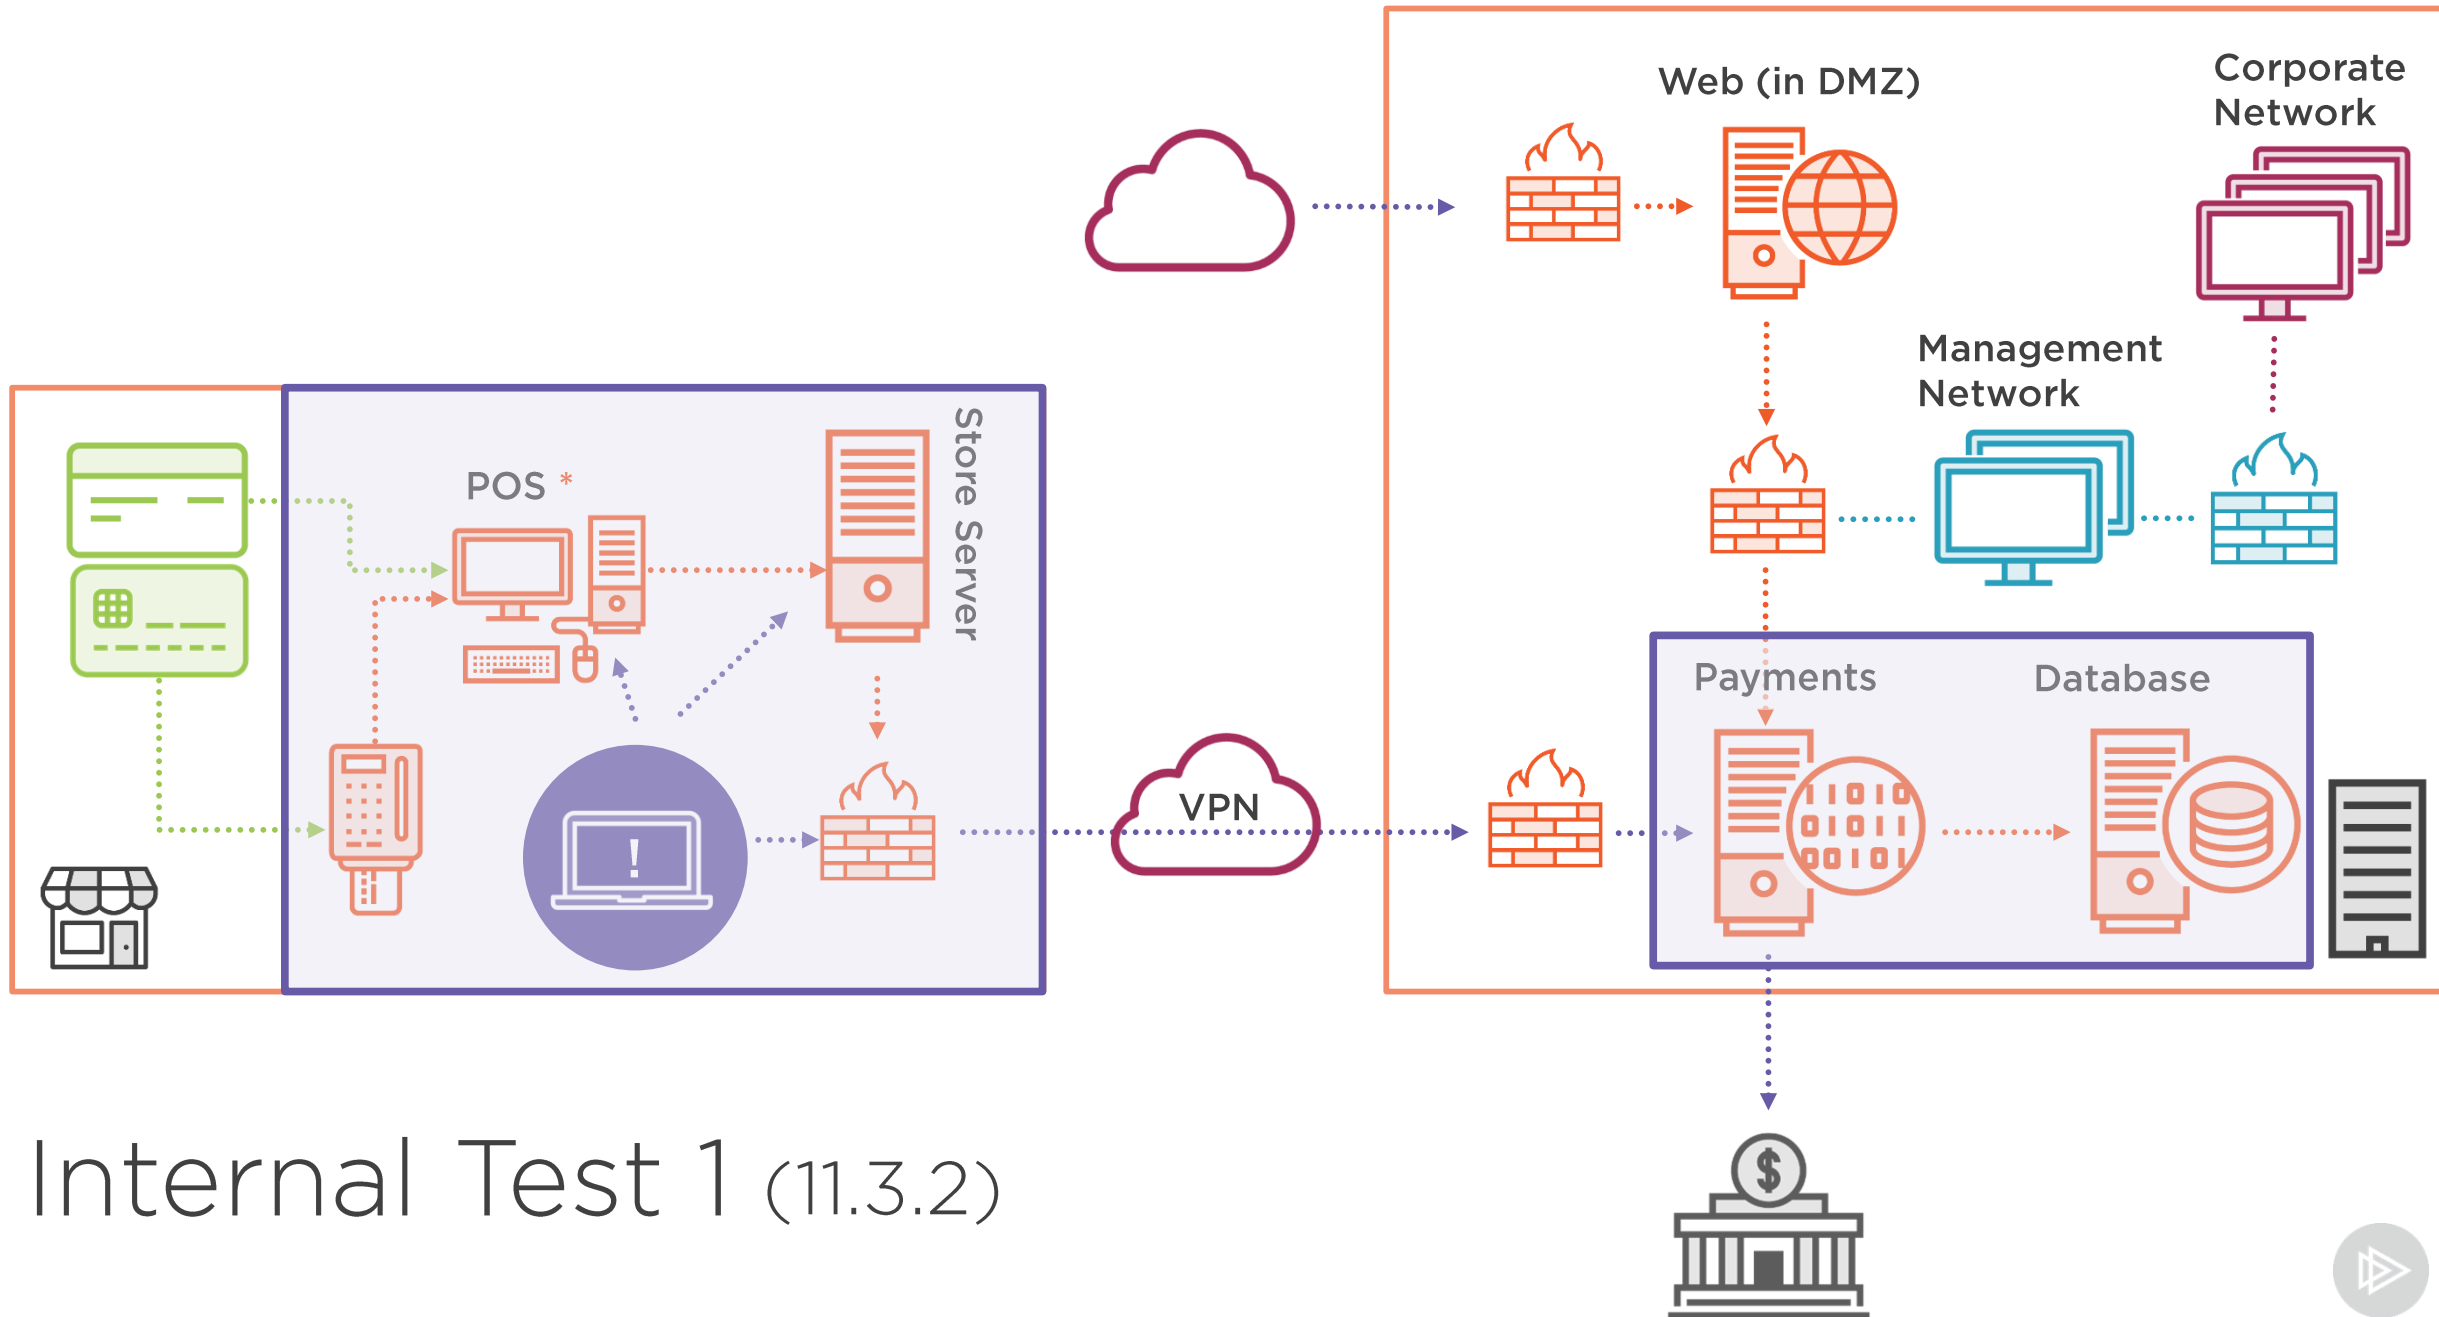 Web (in DMZ)
Corporate
Network
Management
Network
POS *
Store Server
Payments
Database
VPN
!
$
Internal Test 1 (11.3.2)